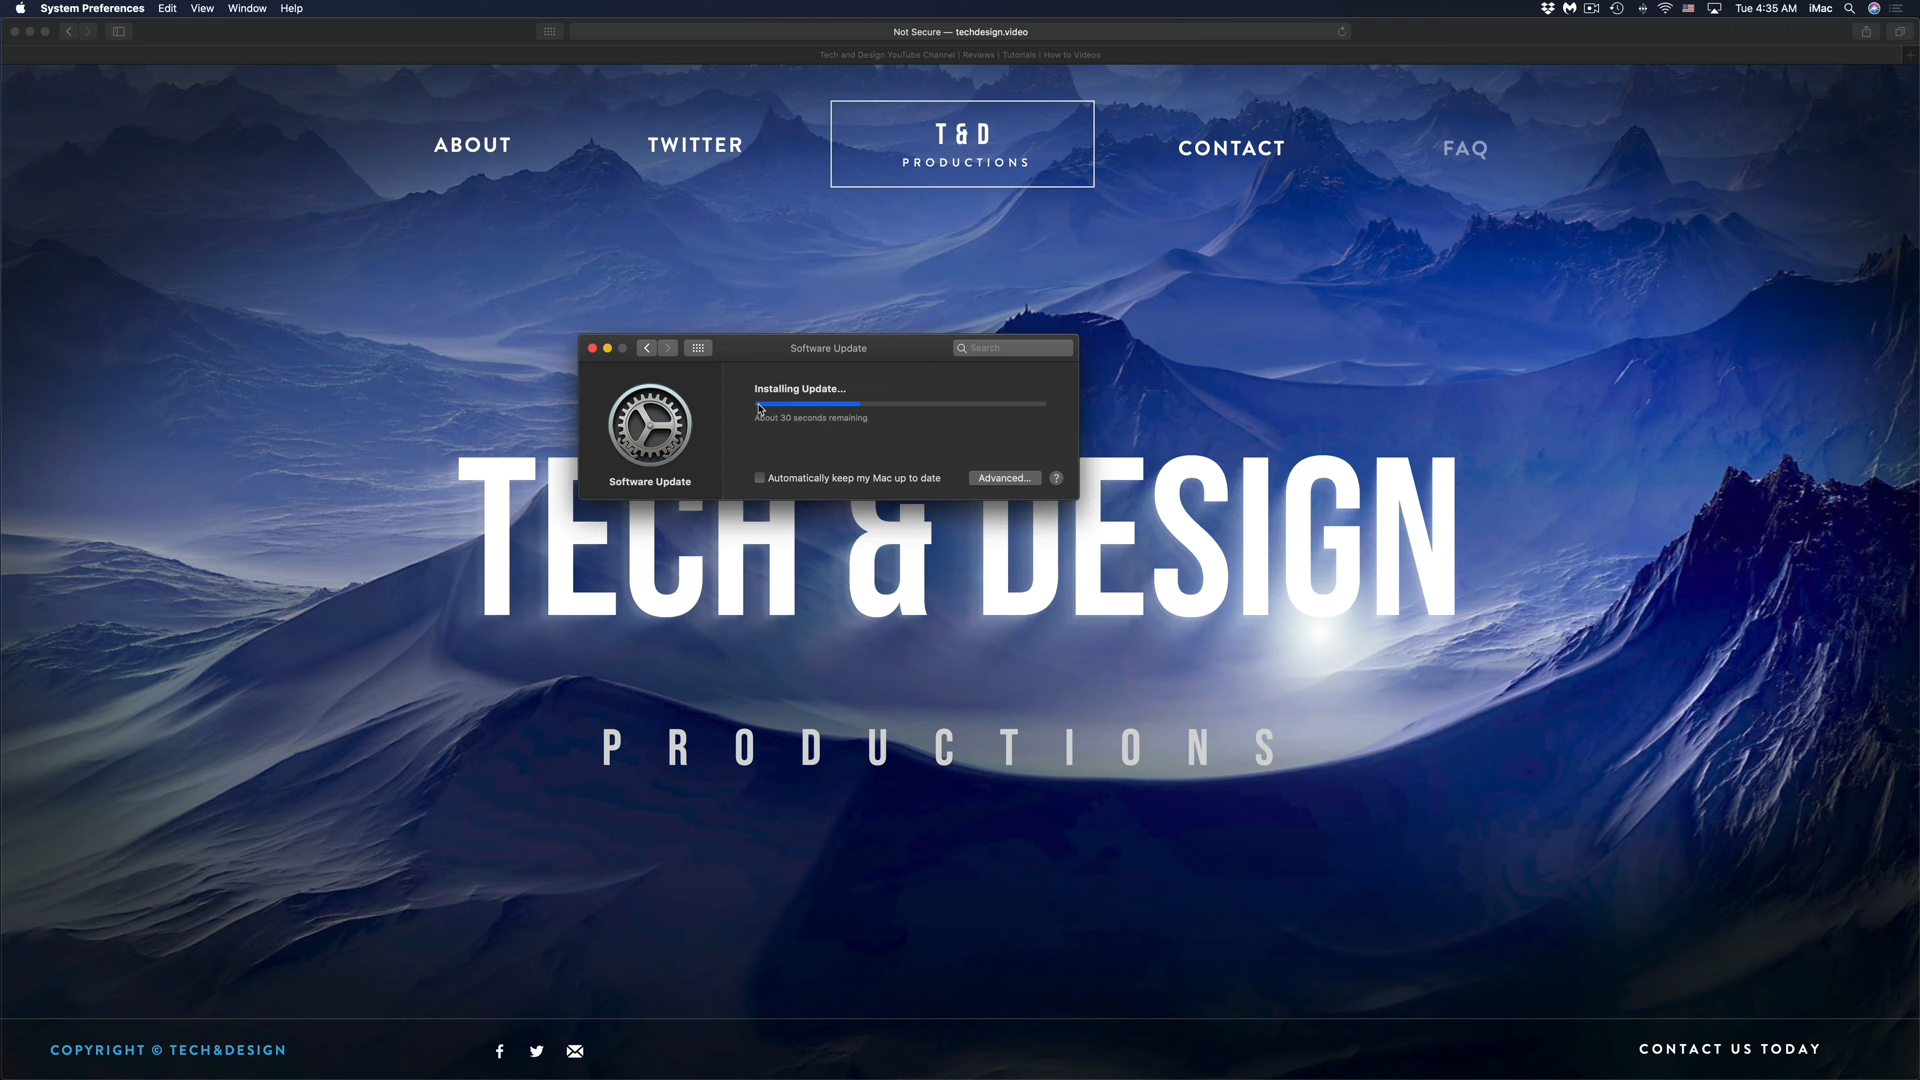 System Preferences Edit View Window Help
Tue 4:35 AM iMac
Not Secure — techdesign.video
Tech and Design YouTube Channel | Reviews | Tutorials | How to Videos
ABOUT
TWITTER
T & D
PRODUCTIONS
CONTACT
FAQ
Software Update
Search
Installing Update...
About 30 seconds remaining
Automatically keep my Mac up to date
Advanced...
?
Software Update
TECH & DESIGN
PRODUCTIONS
COPYRIGHT © TECH&DESIGN
CONTACT US TODAY